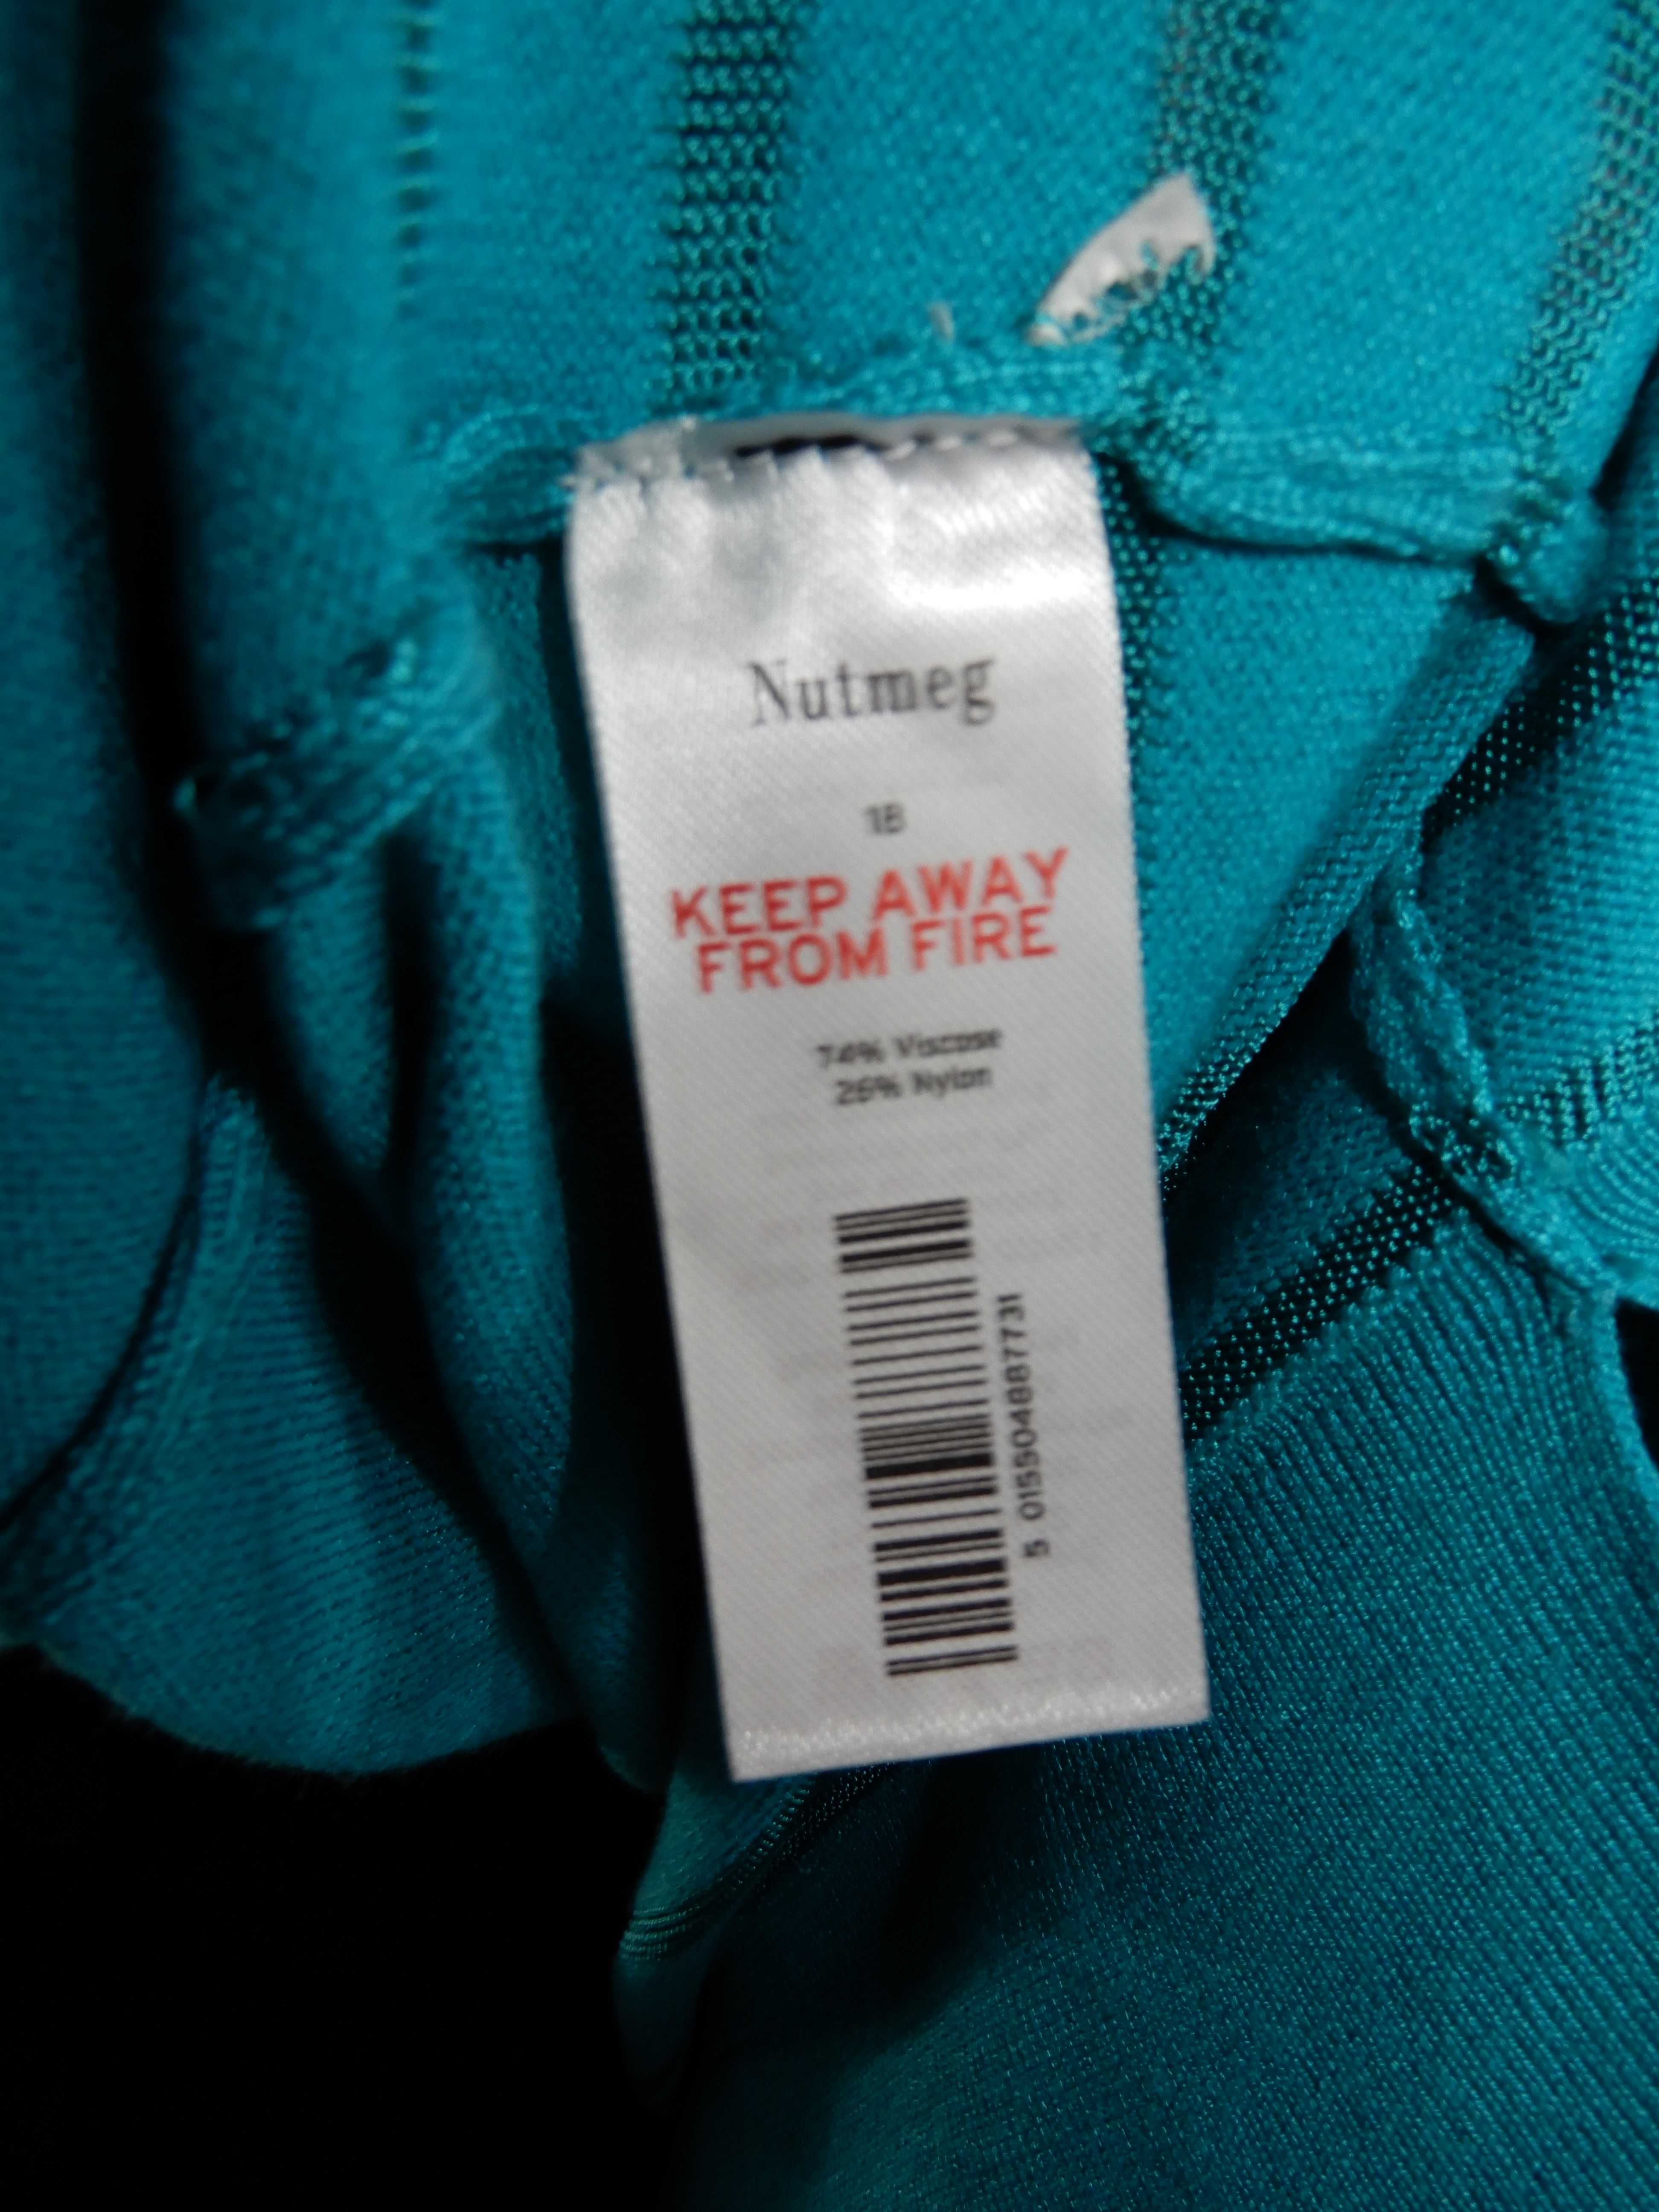 Nutmeg
18
KEEP AWAY
FROM FIRE
74% Viscose
26% Nylon
5 015504887731